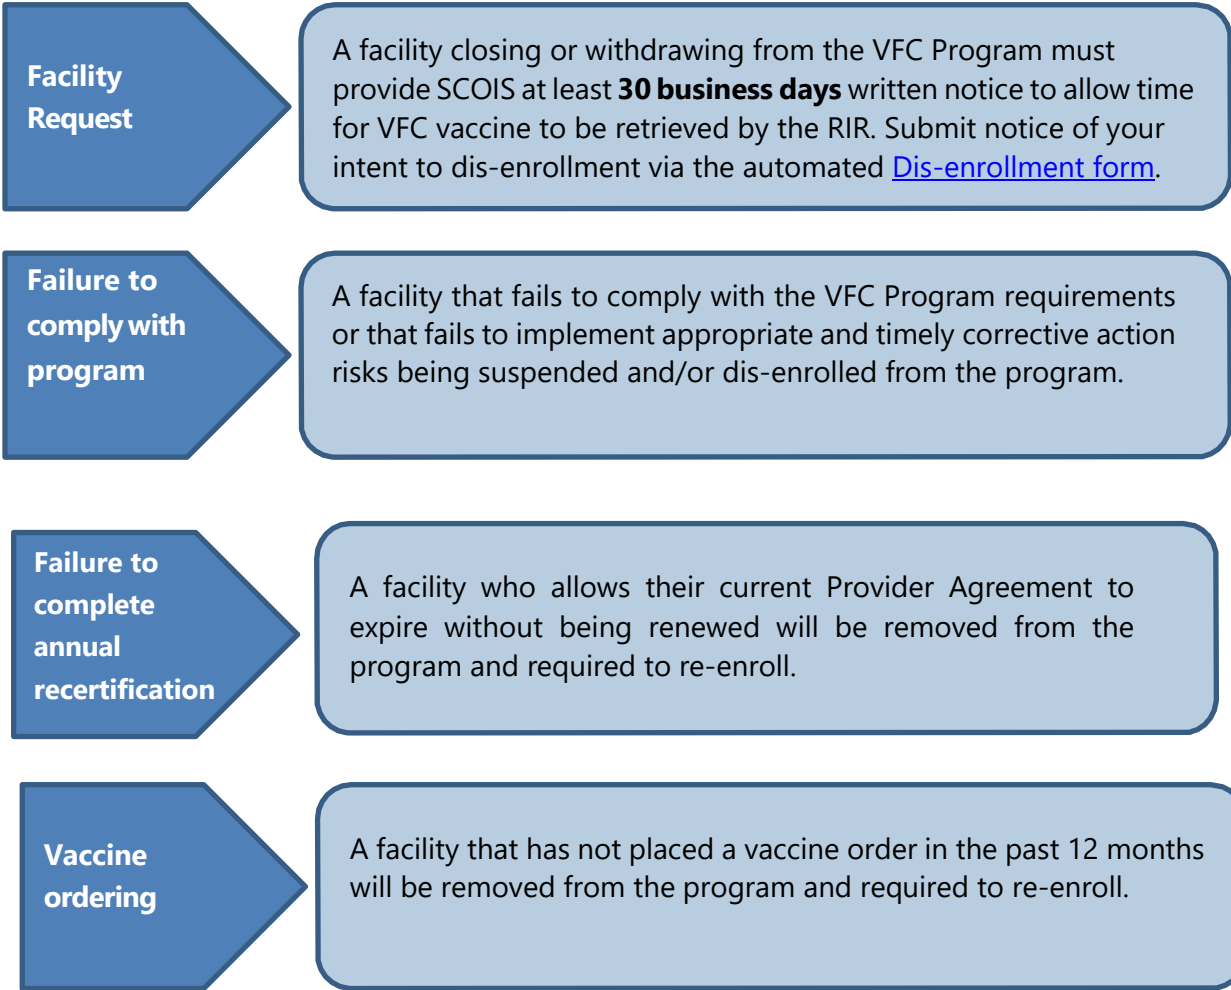 Facility
Request
A facility closing or withdrawing from the VFC Program must
provide SCOIS at least 30 business days written notice to allow time
for VFC vaccine to be retrieved by the RIR. Submit notice of your
intent to dis-enrollment via the automated Dis-enrollment form.
Failure to
comply with
program
A facility that fails to comply with the VFC Program requirements
or that fails to implement appropriate and timely corrective action
risks being suspended and/or dis-enrolled from the program.
Failure to
complete
annual
recertification
A facility who allows their current Provider Agreement to
expire without being renewed will be removed from the
program and required to re-enroll.
Vaccine
ordering
A facility that has not placed a vaccine order in the past 12 months
will be removed from the program and required to re-enroll.